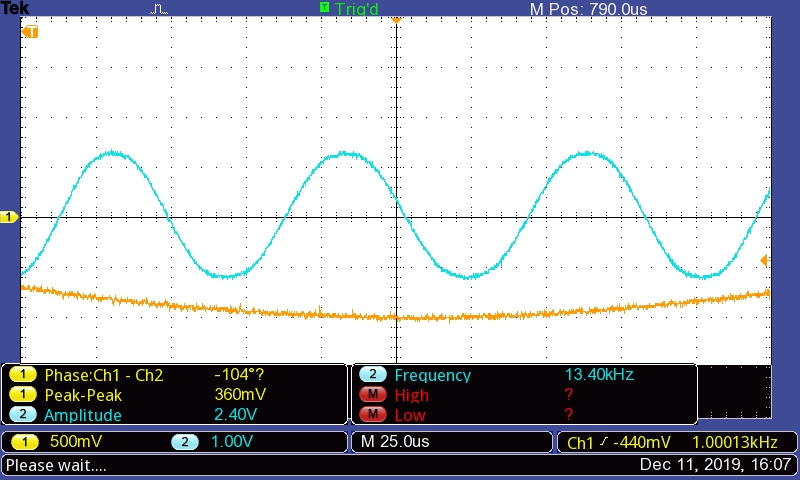 Tek T Trig'd M Pos: 790.0us
T
1
1 Phase:Ch1 - Ch2 -104°? 2 Frequency 13.40kHz
1 Peak-Peak 360mV M High ?
2 Amplitude 2.40V M Low ?
1 500mV 2 1.00V M 25.0us Ch1 -440mV 1.00013kHz
Please wait.... Dec 11, 2019, 16:07